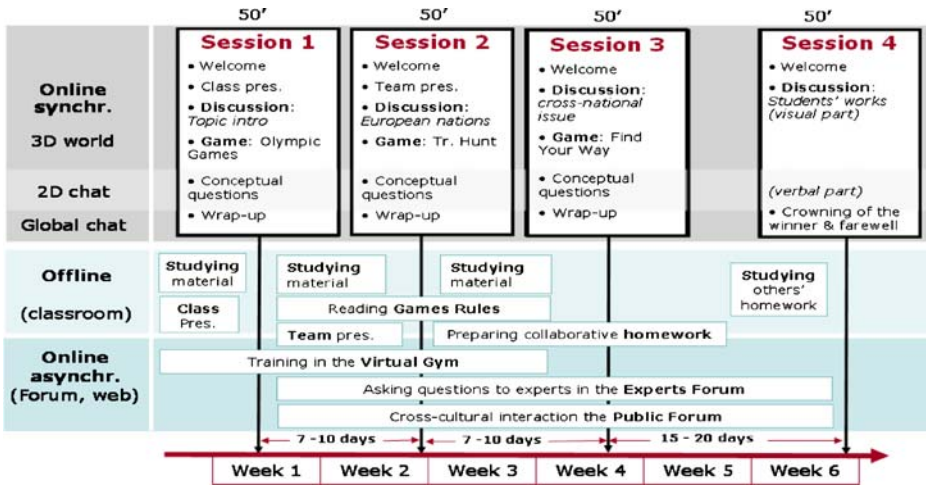 50’ 50’ 50’ 50’
Online
synchr.
3D world
2D chat
Global chat
Session 1
• Welcome
• Class pres.
• Discussion:
Topic intro
• Game: Olympic
Games
• Conceptual
questions
• Wrap-up
Session 2
• Welcome
• Team pres.
• Discussion:
European nations
• Game: Tr. Hunt
• Conceptual
questions
• Wrap-up
Session 3
• Welcome
• Discussion:
cross-national
issue
• Game: Find
Your Way
• Conceptual
questions
• Wrap-up
Session 4
• Welcome
• Discussion:
Students’ works
(visual part)
(verbal part)
• Crowning of the
winner & farewell
Offline
(classroom)
Studying
material
Studying
material
Studying
material
Studying
others’
homework
Class
Pres.
Reading Games Rules
Team pres.
Preparing collaborative homework
Online
asynchr.
(Forum, web)
Training in the Virtual Gym
Asking questions to experts in the Experts Forum
Cross-cultural interaction the Public Forum
7 -10 days 7 -10 days 15 - 20 days
Week 1 Week 2 Week 3 Week 4 Week 5 Week 6